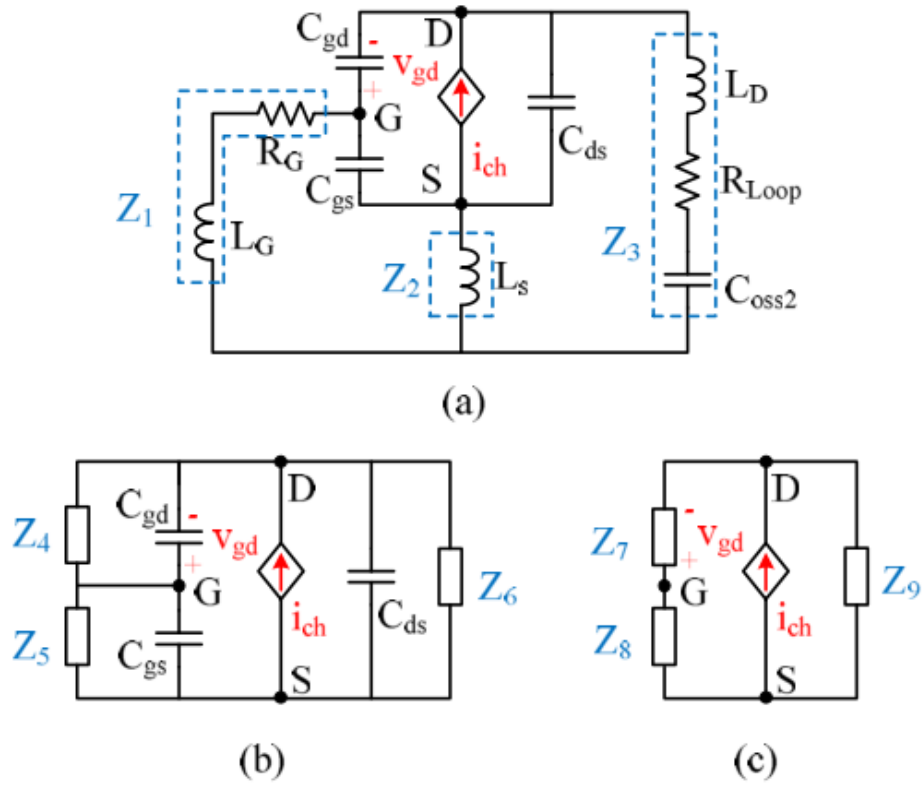 C_gd
-
D
v_gd
+
G
L_D
R_G
C_ds
C_gs
S
i_ch
R_Loop
Z_1
L_G
Z_2
L_s
Z_3
C_oss2
(a)
D
C_gd
-
Z_4
v_gd
+
G
Z_6
i_ch
C_ds
Z_5
C_gs
S
(b)
D
-
Z_7
v_gd
+
G
Z_9
i_ch
Z_8
S
(c)